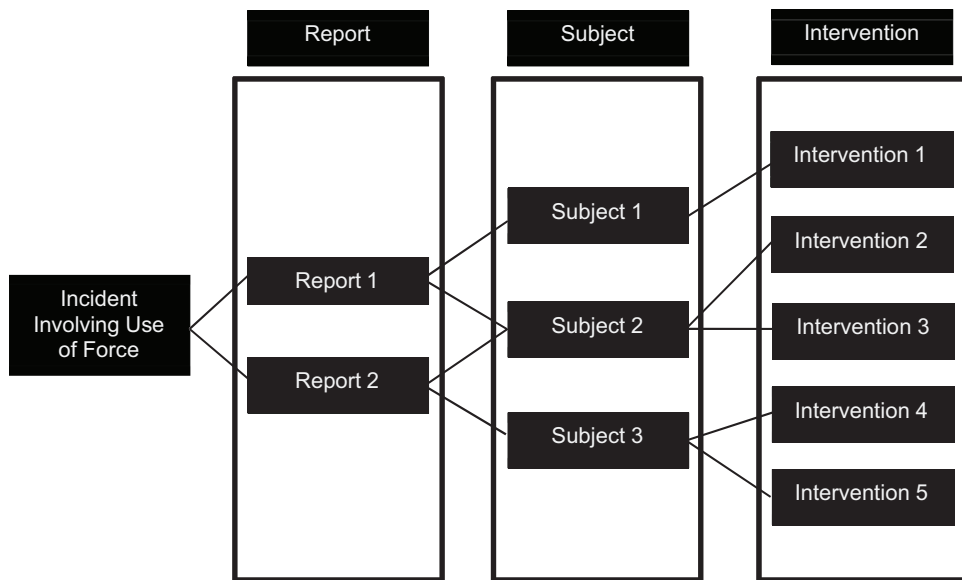 Report
Subject
Intervention
Incident
Involving Use
of Force
Report 1
Report 2
Subject 1
Subject 2
Subject 3
Intervention 1
Intervention 2
Intervention 3
Intervention 4
Intervention 5